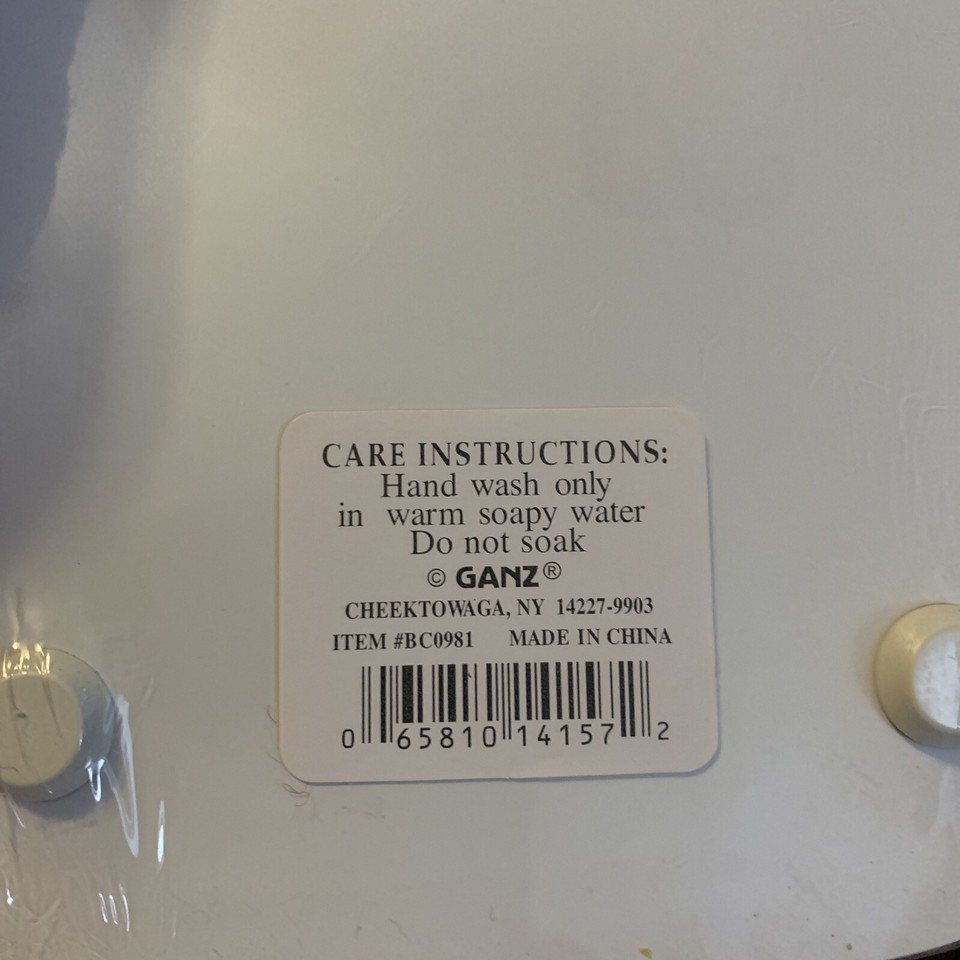 CARE INSTRUCTIONS:
Hand wash only
in warm soapy water
Do not soak
© GANZ®
CHEEKTOWAGA, NY 14227-9903
ITEM #BC0981 MADE IN CHINA
0 65810 14157 2